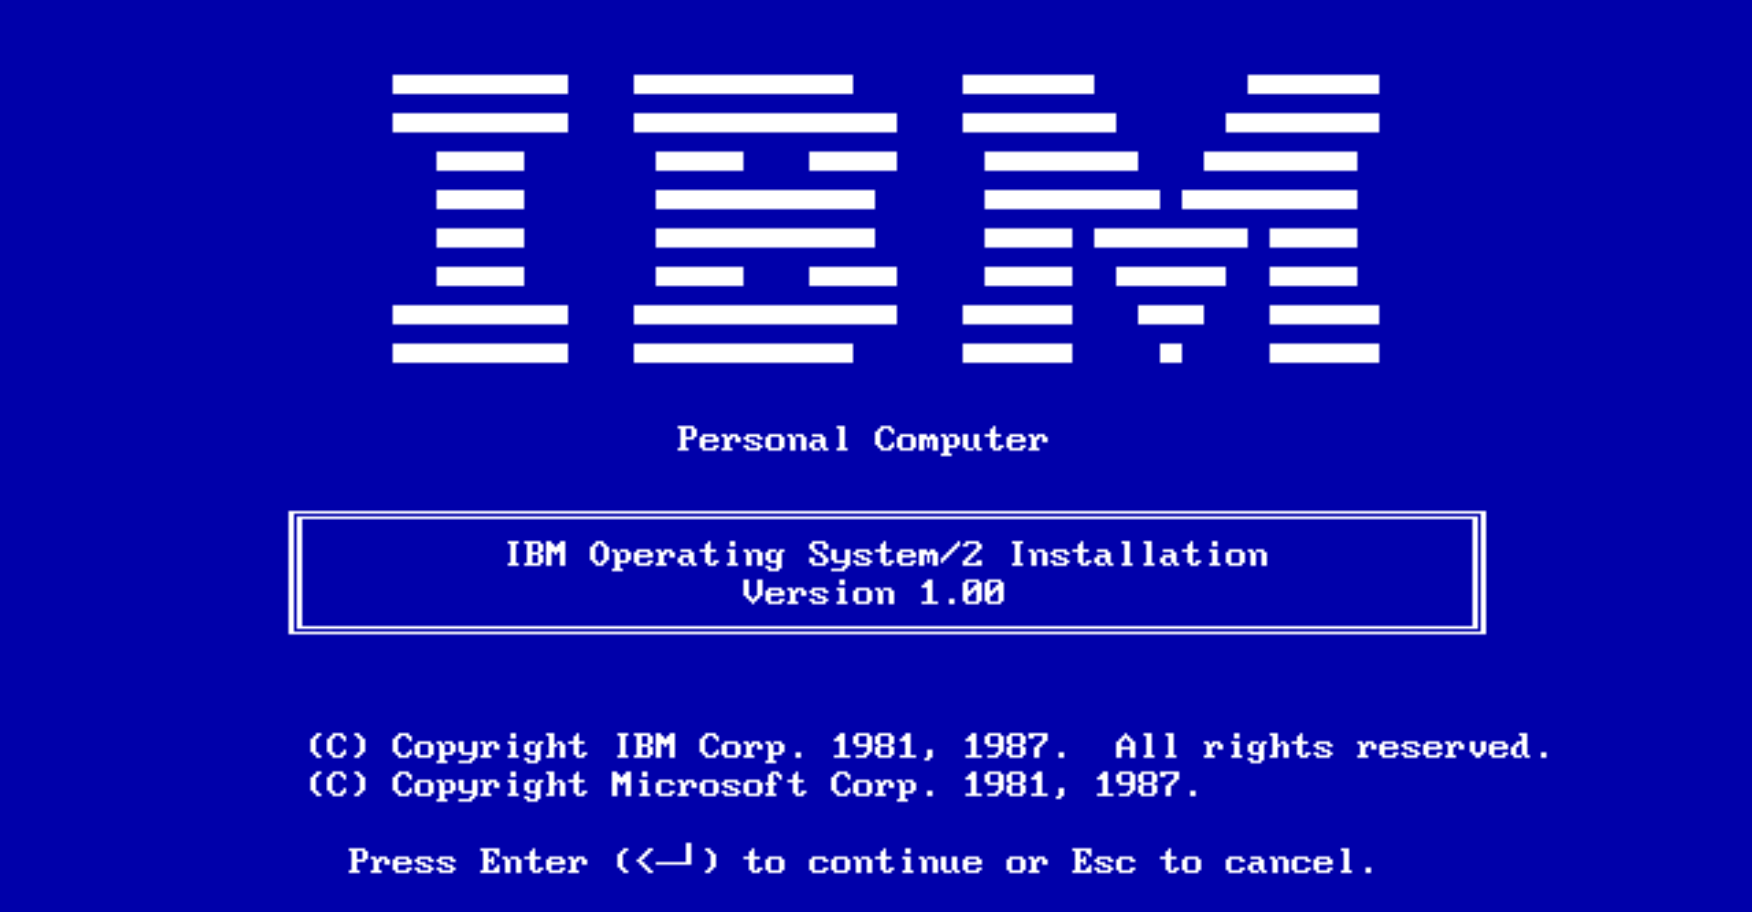 IBM
Personal Computer
IBM Operating System/2 Installation
Version 1.00
(C) Copyright IBM Corp. 1981, 1987.  All rights reserved.
(C) Copyright Microsoft Corp. 1981, 1987.
Press Enter (<─┘) to continue or Esc to cancel.